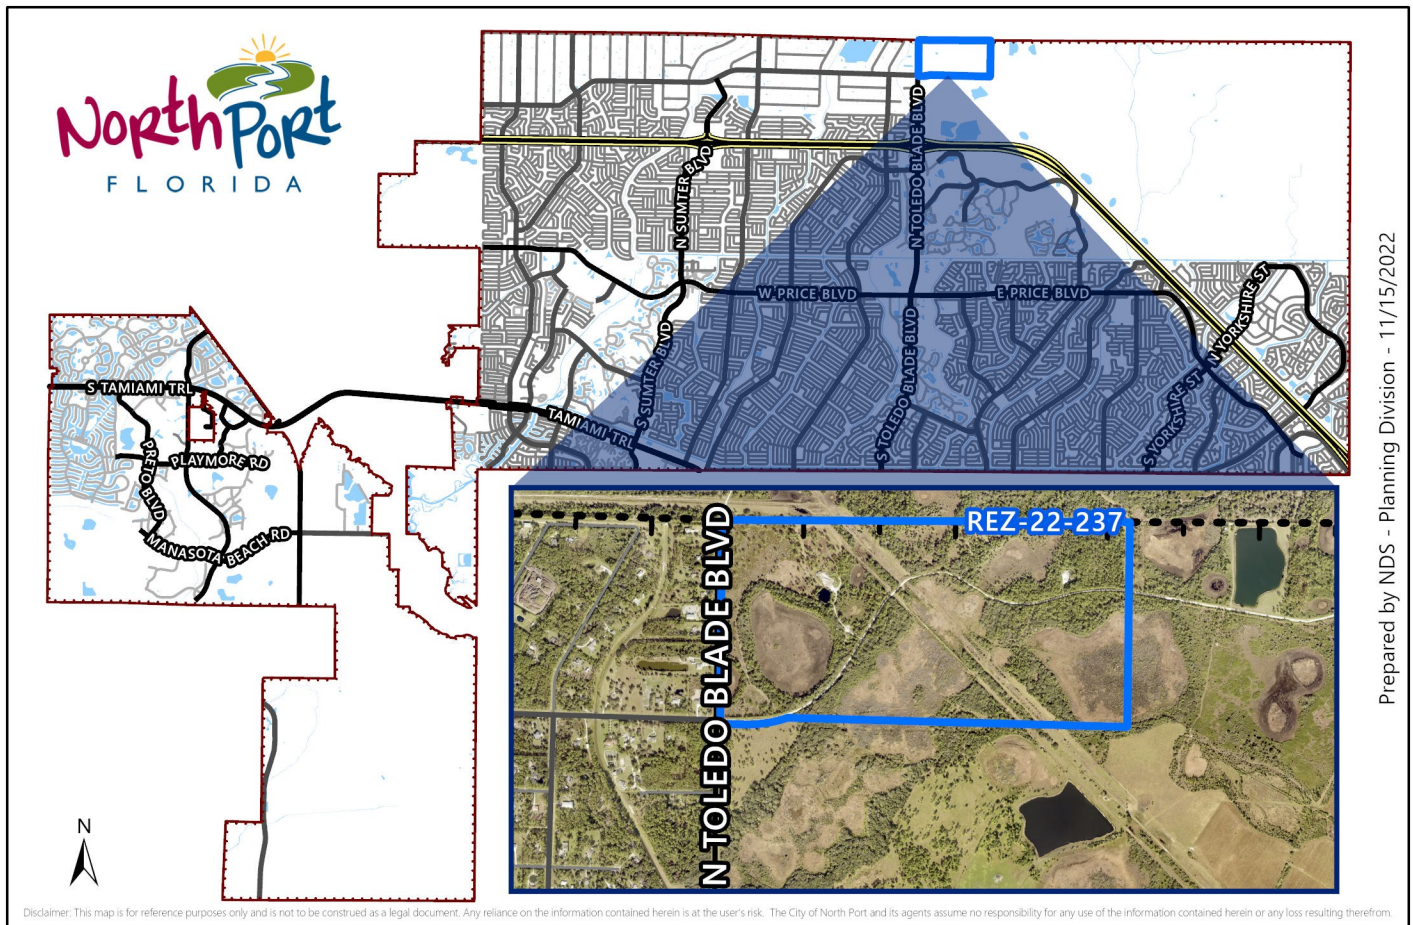 North Port
FLORIDA
N TOLEDO BLADE BLVD
N SUMTER BLVD
W PRICE BLVD
E PRICE BLVD
N YORKSHIRE ST
S SUMTER BLVD
S TOLEDO BLADE BLVD
S YORKSHIRE ST
S TAMIAMI TRL
TAMIAMI TRL
PLAYMORE RD
PRETO BLVD
MANASOTA BEACH RD
REZ-22-237
N TOLEDO BLADE BLVD
N
Prepared by NDS - Planning Division - 11/15/2022
Disclaimer: This map is for reference purposes only and is not to be construed as a legal document. Any reliance on the information contained herein is at the user's risk. The City of North Port and its agents assume no responsibility for any use of the information contained herein or any loss resulting therefrom.